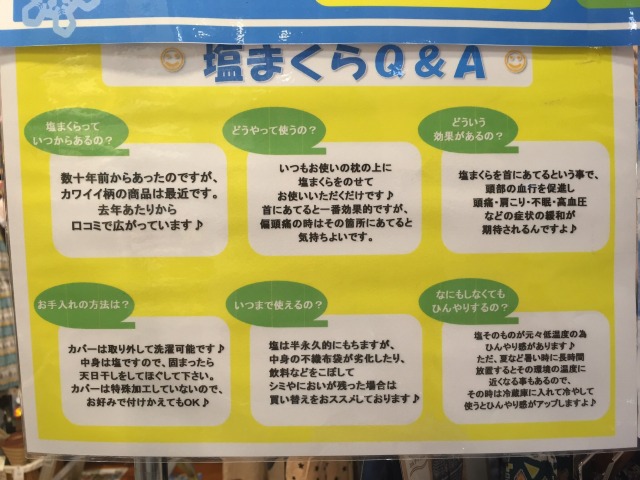 塩まくらQ&A
塩まくらって
いつからあるの?
数十年前からあったのですが、
カワイイ柄の商品は最近です。
去年あたりから
口コミで広がっています♪
どうやって使うの?
いつもお使いの枕の上に
塩まくらをのせて
お使いいただくだけです♪
首にあてると一番効果的ですが、
偏頭痛の時はその箇所にあてると
気持ちよいです。
どういう
効果があるの?
塩まくらを首にあてるという事で、
頭部の血行を促進し
頭痛・肩こり・不眠・高血圧
などの症状の緩和が
期待されるんですよ♪
お手入れの方法は?
カバーは取り外して洗濯可能です♪
中身は塩ですので、固まったら
天日干しをしてほぐして下さい。
カバーは特殊加工していないので、
お好みで付けかえてもOK♪
いつまで使えるの?
塩は半永久的にもちますが、
中身の不織布袋が劣化したり、
飲料などをこぼして
シミやにおいが残った場合は
買い替えをおススメしております♪
なにもしなくても
ひんやりするの?
塩そのものが元々低温度の為
ひんやり感があります♪
ただ、夏など暑い時に長時間
放置するとその環境の温度に
近くなる事もあるので、
その時は冷蔵庫に入れて冷やして
使うとひんやり感がアップしますよ♪